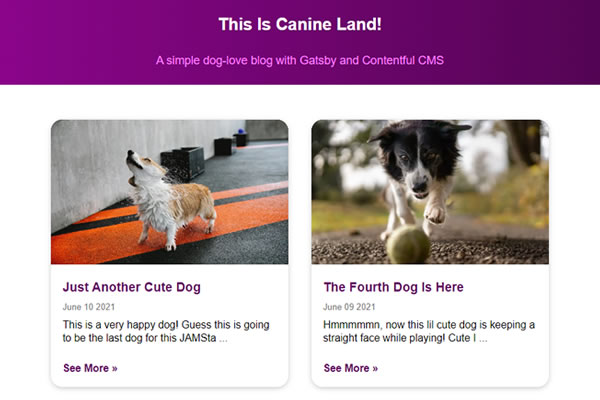 This Is Canine Land!
A simple dog-love blog with Gatsby and Contentful CMS
Just Another Cute Dog
June 10 2021
This is a very happy dog! Guess this is going
to be the last dog for this JAMSta ...
See More »
The Fourth Dog Is Here
June 09 2021
Hmmmmmn, now this lil cute dog is keeping a
straight face while playing! Cute I ...
See More »